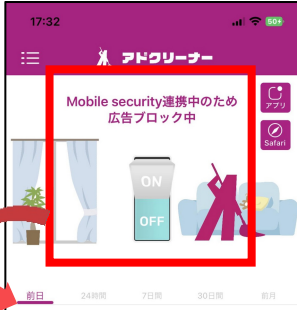 17:32
50+
アドクリーナー
Mobile security連携中のため
広告ブロック中
アプリ
Safari
ON
OFF
前日
24時間
7日間
30日間
前月